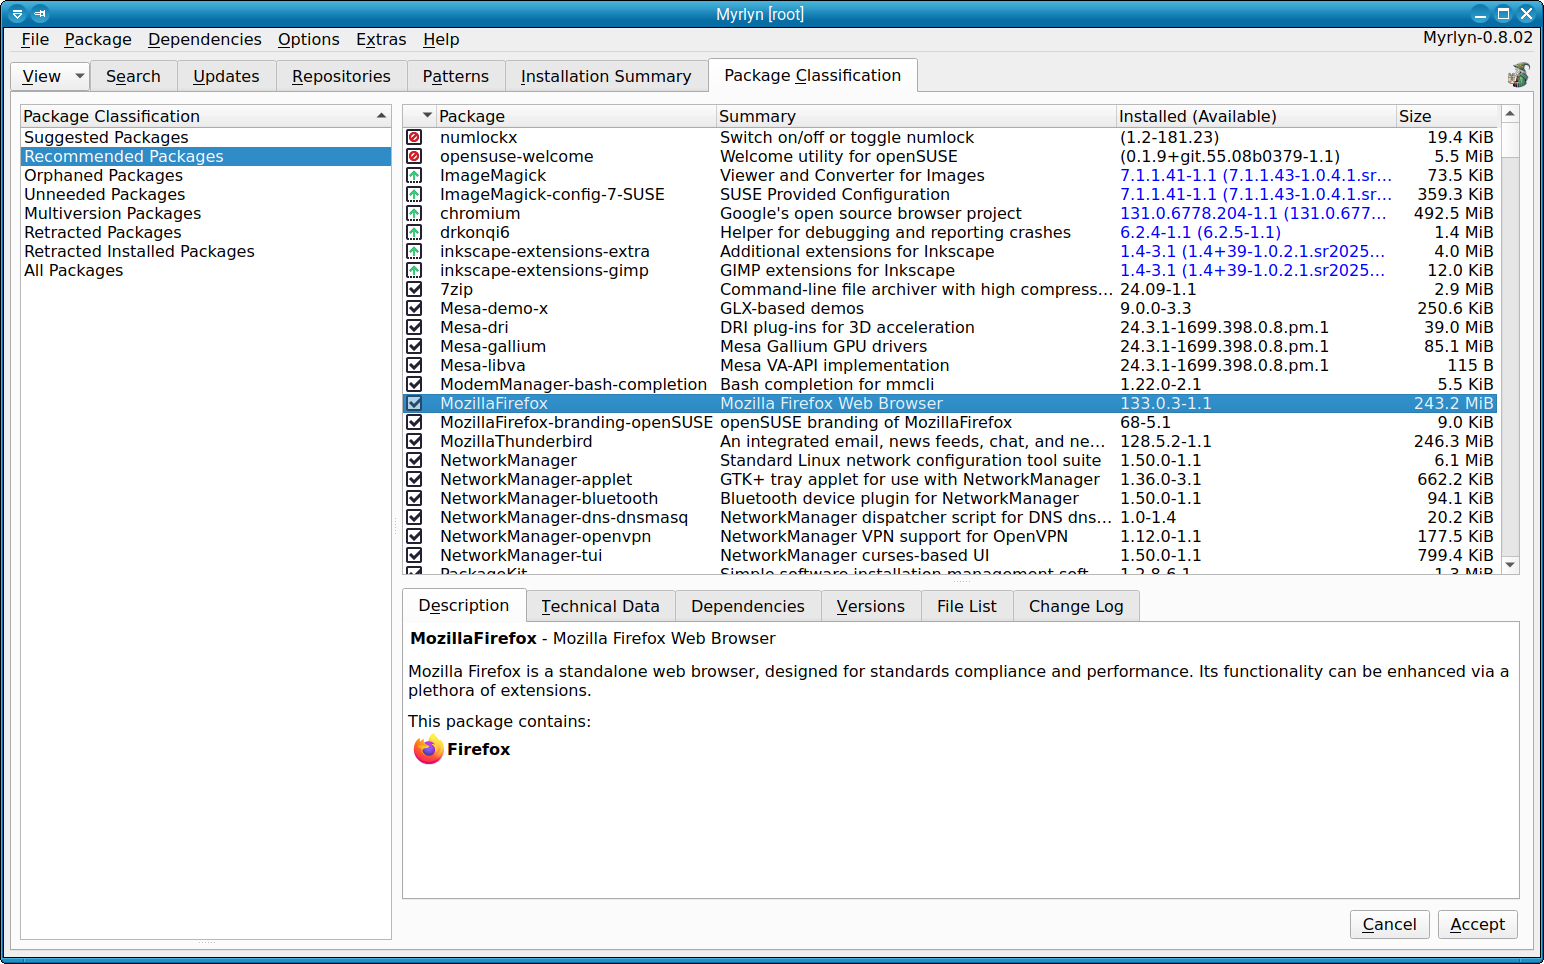 Myrlyn [root]
File Package Dependencies Options Extras Help Myrlyn-0.8.02
View Search Updates Repositories Patterns Installation Summary Package Classification
Package Classification
Suggested Packages
Recommended Packages
Orphaned Packages
Unneeded Packages
Multiversion Packages
Retracted Packages
Retracted Installed Packages
All Packages
Package Summary Installed (Available) Size
numlockx Switch on/off or toggle numlock (1.2-181.23) 19.4 KiB
opensuse-welcome Welcome utility for openSUSE (0.1.9+git.55.08b0379-1.1) 5.5 MiB
ImageMagick Viewer and Converter for Images 7.1.1.41-1.1 (7.1.1.43-1.0.4.1.sr... 73.5 KiB
ImageMagick-config-7-SUSE SUSE Provided Configuration 7.1.1.41-1.1 (7.1.1.43-1.0.4.1.sr... 359.3 KiB
chromium Google's open source browser project 131.0.6778.204-1.1 (131.0.677... 492.5 MiB
drkonqi6 Helper for debugging and reporting crashes 6.2.4-1.1 (6.2.5-1.1) 1.4 MiB
inkscape-extensions-extra Additional extensions for Inkscape 1.4-3.1 (1.4+39-1.0.2.1.sr2025... 4.0 MiB
inkscape-extensions-gimp GIMP extensions for Inkscape 1.4-3.1 (1.4+39-1.0.2.1.sr2025... 12.0 KiB
7zip Command-line file archiver with high compress... 24.09-1.1 2.9 MiB
Mesa-demo-x GLX-based demos 9.0.0-3.3 250.6 KiB
Mesa-dri DRI plug-ins for 3D acceleration 24.3.1-1699.398.0.8.pm.1 39.0 MiB
Mesa-gallium Mesa Gallium GPU drivers 24.3.1-1699.398.0.8.pm.1 85.1 MiB
Mesa-libva Mesa VA-API implementation 24.3.1-1699.398.0.8.pm.1 115 B
ModemManager-bash-completion Bash completion for mmcli 1.22.0-2.1 5.5 KiB
MozillaFirefox Mozilla Firefox Web Browser 133.0.3-1.1 243.2 MiB
MozillaFirefox-branding-openSUSE openSUSE branding of MozillaFirefox 68-5.1 9.0 KiB
MozillaThunderbird An integrated email, news feeds, chat, and ne... 128.5.2-1.1 246.3 MiB
NetworkManager Standard Linux network configuration tool suite 1.50.0-1.1 6.1 MiB
NetworkManager-applet GTK+ tray applet for use with NetworkManager 1.36.0-3.1 662.2 KiB
NetworkManager-bluetooth Bluetooth device plugin for NetworkManager 1.50.0-1.1 94.1 KiB
NetworkManager-dns-dnsmasq NetworkManager dispatcher script for DNS dns... 1.0-1.4 20.2 KiB
NetworkManager-openvpn NetworkManager VPN support for OpenVPN 1.12.0-1.1 177.5 KiB
NetworkManager-tui NetworkManager curses-based UI 1.50.0-1.1 799.4 KiB
PackageKit Simple software installation management soft... 1.2.8-6.1 1.3 MiB
Description Technical Data Dependencies Versions File List Change Log
MozillaFirefox - Mozilla Firefox Web Browser
Mozilla Firefox is a standalone web browser, designed for standards compliance and performance. Its functionality can be enhanced via a
plethora of extensions.
This package contains:
Firefox
Cancel Accept